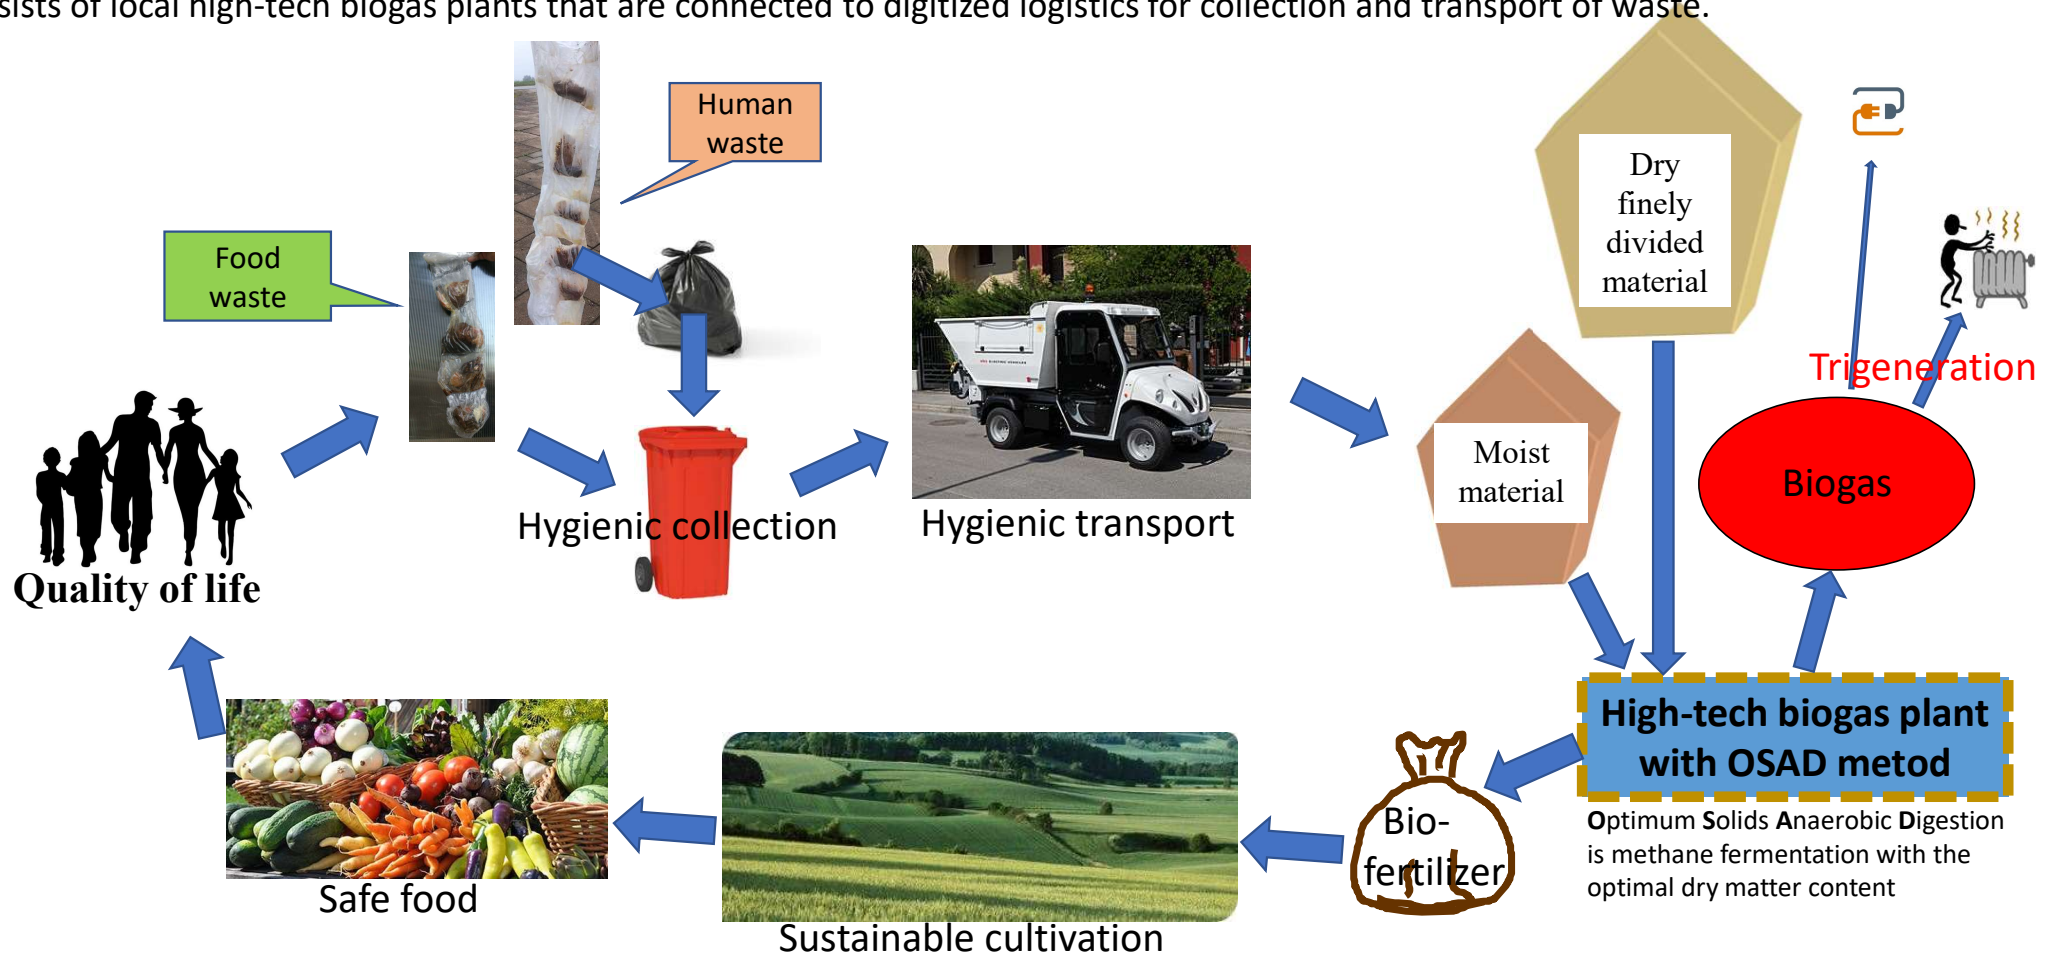 sists of local high-tech biogas plants that are connected to digitized logistics for collection and transport of waste.
Human
waste
Food
waste
Dry
finely
divided
material
Trigeneration
Moist
material
Biogas
Hygienic collection
Hygienic transport
Quality of life
High-tech biogas plant
with OSAD metod
Optimum Solids Anaerobic Digestion
is methane fermentation with the
optimal dry matter content
Bio-
fertilizer
Safe food
Sustainable cultivation